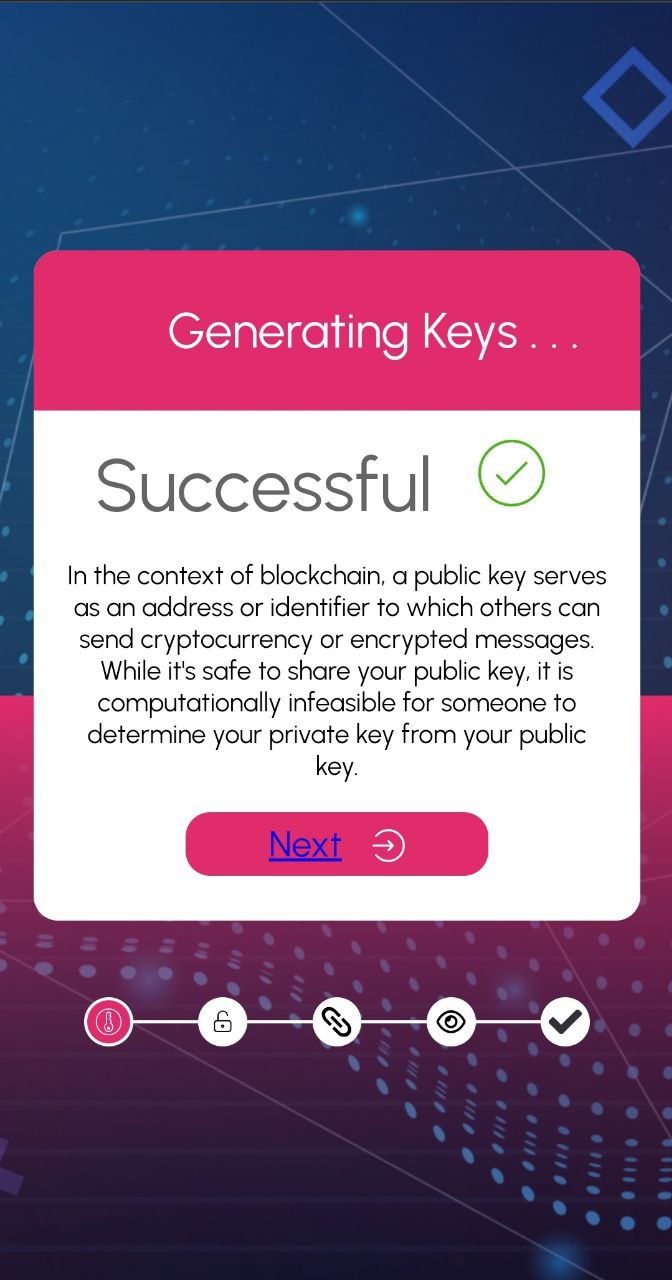 Generating Keys . . .
Successful
In the context of blockchain, a public key serves
as an address or identifier to which others can
send cryptocurrency or encrypted messages.
While it's safe to share your public key, it is
computationally infeasible for someone to
determine your private key from your public
key.
Next